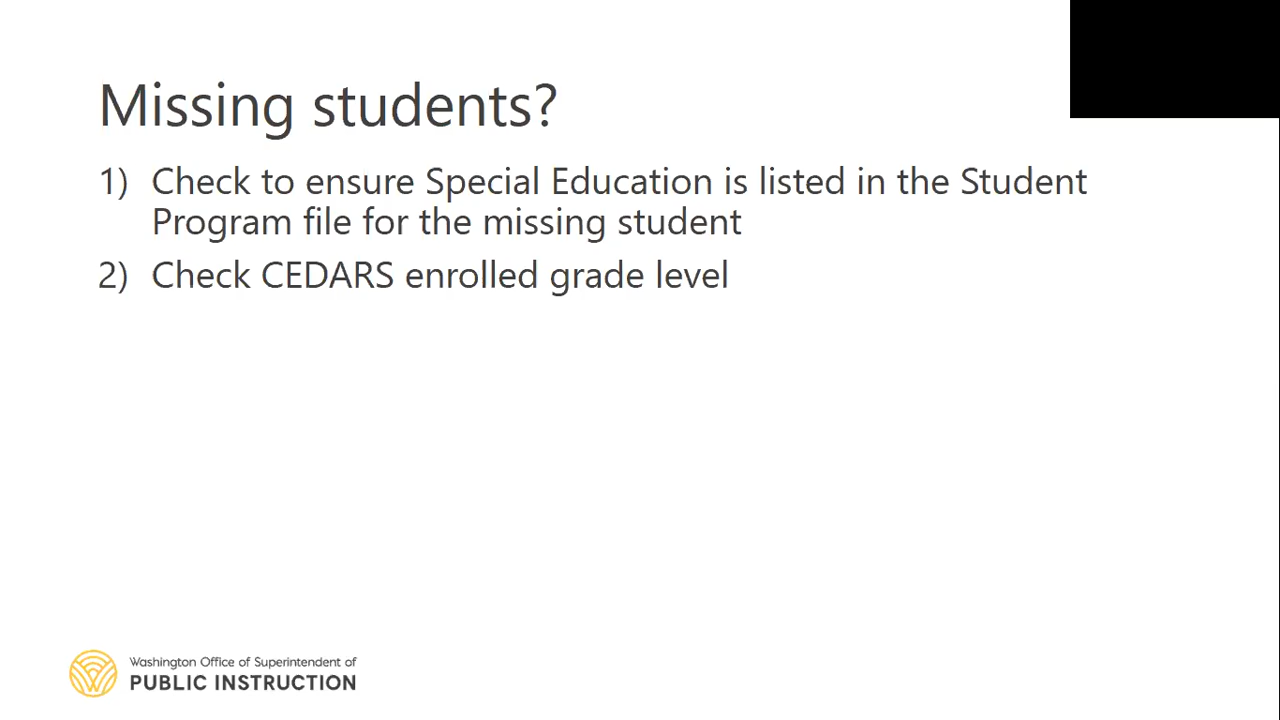 Missing students?
1) Check to ensure Special Education is listed in the Student
Program file for the missing student
2) Check CEDARS enrolled grade level
Washington Office of Superintendent of
PUBLIC INSTRUCTION